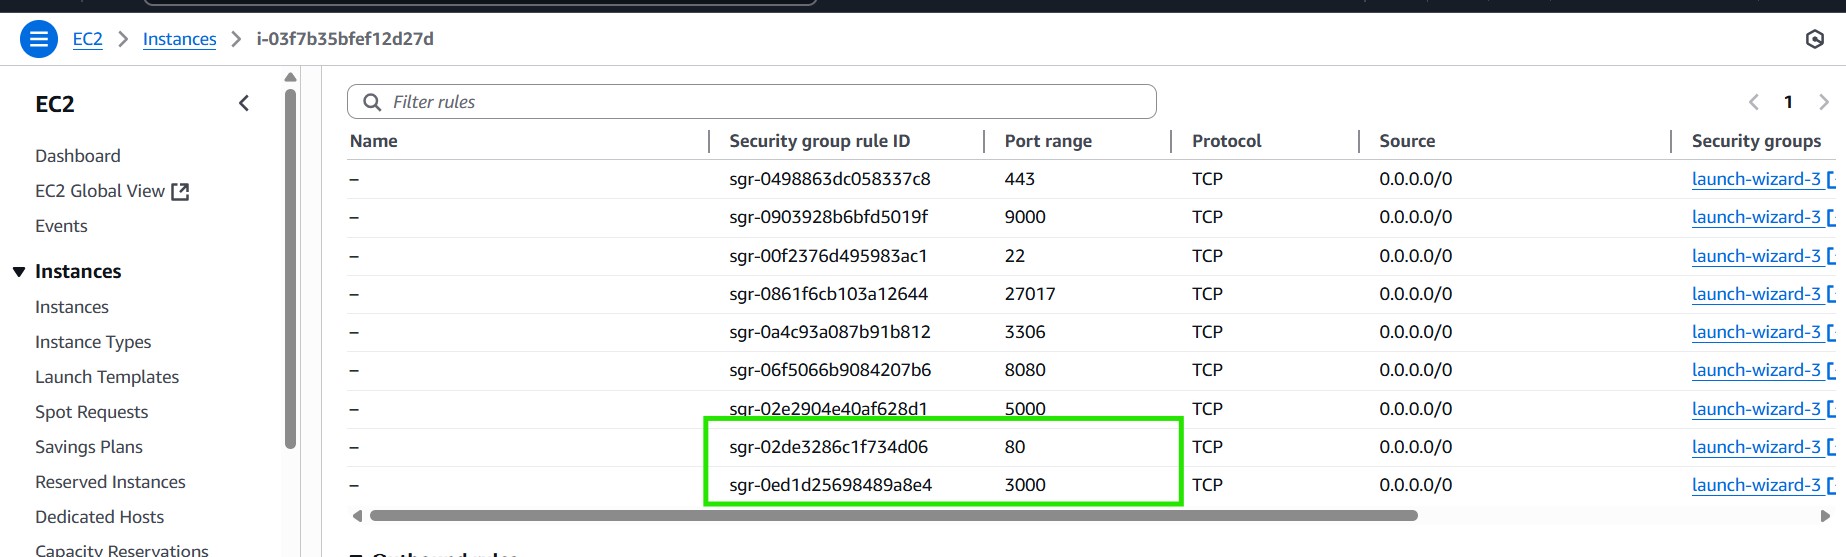 EC2 > Instances > i-03f7b35bfef12d27d
EC2
Dashboard
EC2 Global View
Events
Instances
Instances
Instance Types
Launch Templates
Spot Requests
Savings Plans
Reserved Instances
Dedicated Hosts
Capacity Reservations
Filter rules
1
Name Security group rule ID Port range Protocol Source Security groups
– sgr-0498863dc058337c8 443 TCP 0.0.0.0/0 launch-wizard-3
– sgr-0903928b6bfd5019f 9000 TCP 0.0.0.0/0 launch-wizard-3
– sgr-00f2376d495983ac1 22 TCP 0.0.0.0/0 launch-wizard-3
– sgr-0861f6cb103a12644 27017 TCP 0.0.0.0/0 launch-wizard-3
– sgr-0a4c93a087b91b812 3306 TCP 0.0.0.0/0 launch-wizard-3
– sgr-06f5066b9084207b6 8080 TCP 0.0.0.0/0 launch-wizard-3
– sgr-02e2904e40af628d1 5000 TCP 0.0.0.0/0 launch-wizard-3
– sgr-02de3286c1f734d06 80 TCP 0.0.0.0/0 launch-wizard-3
– sgr-0ed1d25698489a8e4 3000 TCP 0.0.0.0/0 launch-wizard-3
Outbound rules